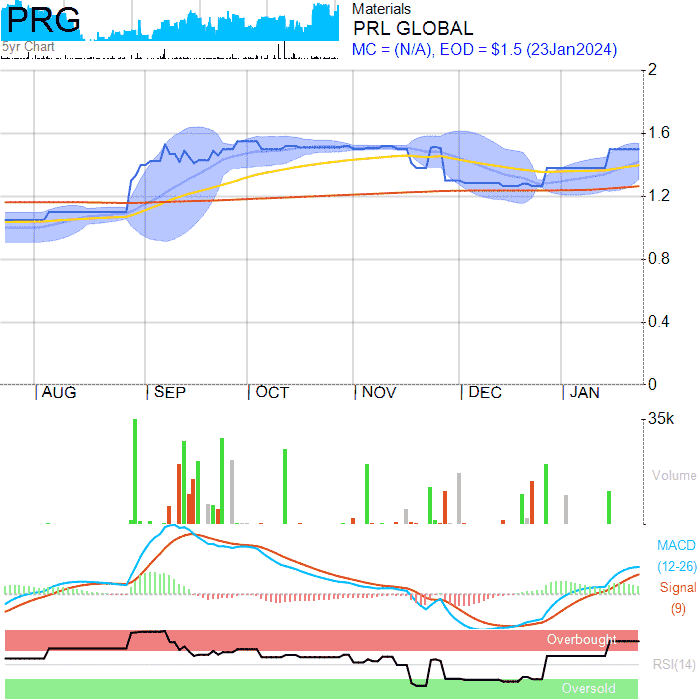 PRG
5yr Chart
Materials
PRL GLOBAL
MC = (N/A), EOD = $1.5 (23Jan2024)
2
1.6
1.2
0.8
0.4
0
AUG SEP OCT NOV DEC JAN
35k
Volume
MACD
(12-26)
Signal
(9)
Overbought
RSI(14)
Oversold